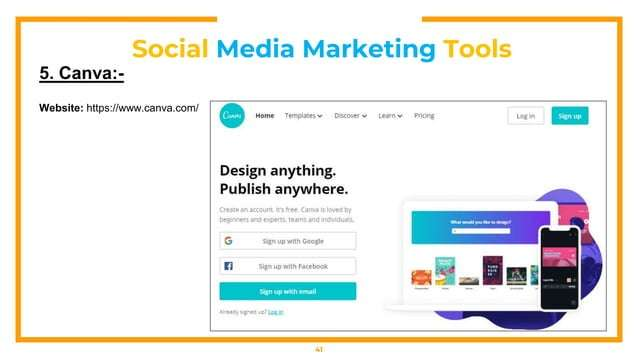 Social Media Marketing Tools
5. Canva:-
Website: https://www.canva.com/
Canva
Home Templates Discover Learn Pricing
Log in
Sign up
Design anything.
Publish anywhere.
Create an account. It's free. Canva is loved by
beginners and experts, teams and individuals.
Sign up with Google
Sign up with Facebook
Sign up with email
Already signed up? Log in
What would you like to design?
41